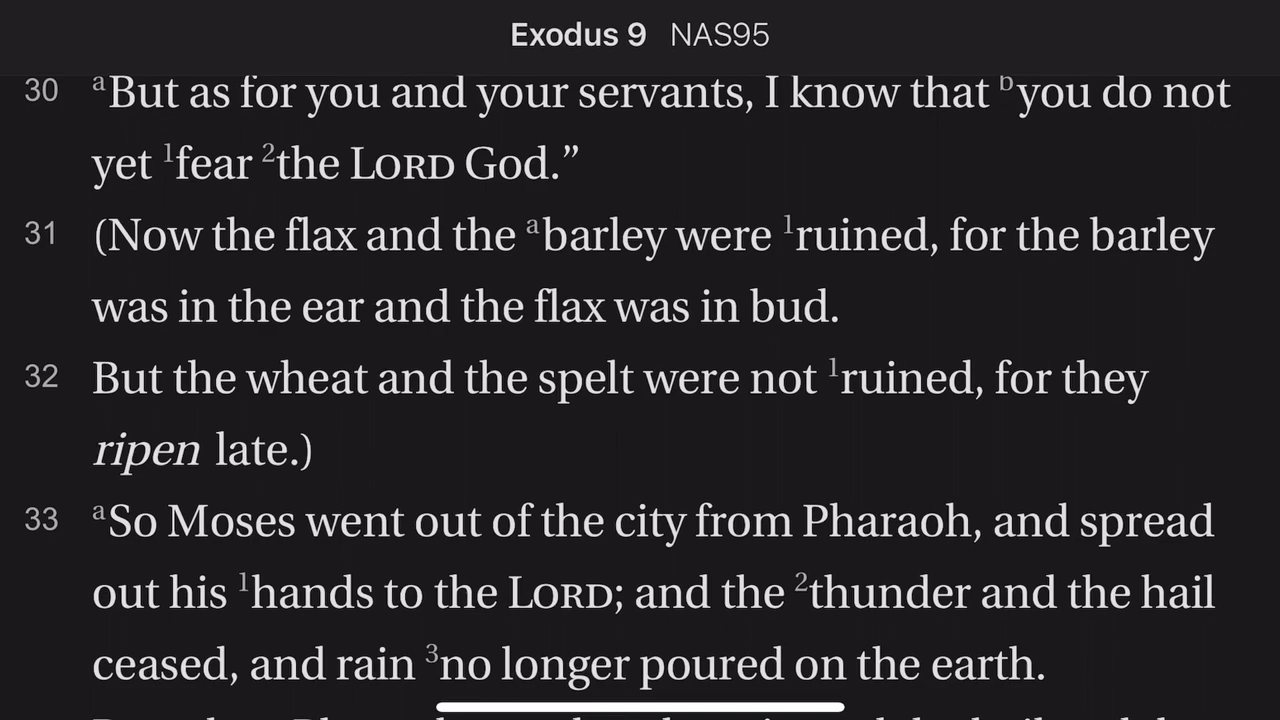 Exodus 9 NAS95
30 ᵃBut as for you and your servants, I know that ᵇyou do not
yet ¹fear ²the LORD God.”
31 (Now the flax and the ᵃbarley were ¹ruined, for the barley
was in the ear and the flax was in bud.
32 But the wheat and the spelt were not ¹ruined, for they
ripen late.)
33 ᵃSo Moses went out of the city from Pharaoh, and spread
out his ¹hands to the LORD; and the ²thunder and the hail
ceased, and rain ³no longer poured on the earth.